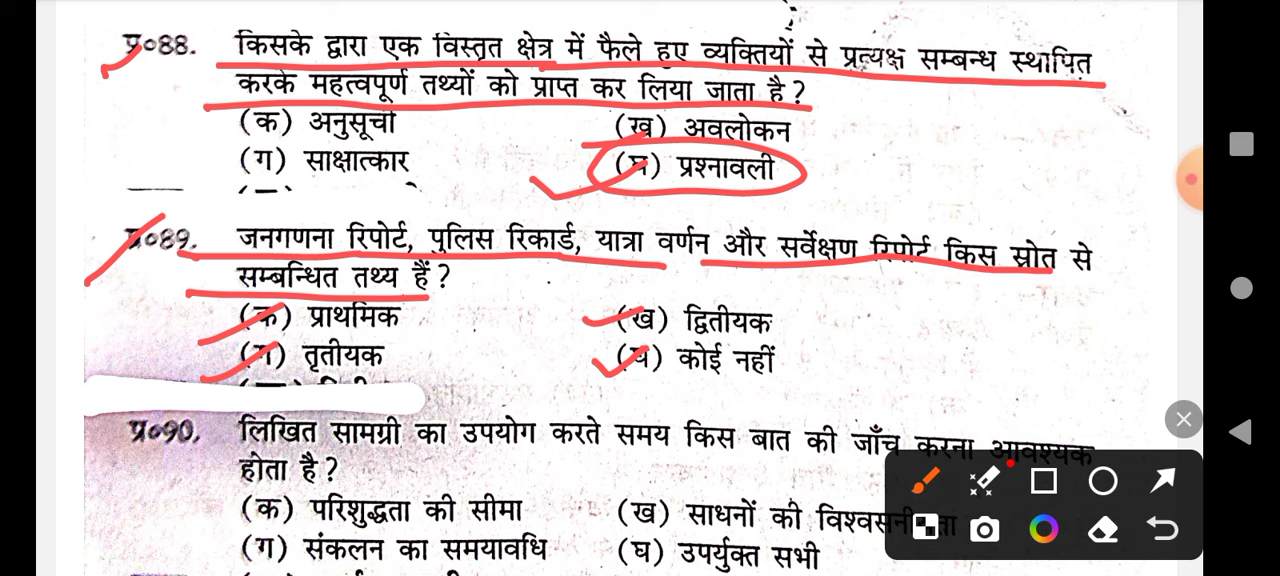 प्र०88. किसके द्वारा एक विस्तृत क्षेत्र में फैले हुए व्यक्तियों से प्रत्यक्ष सम्बन्ध स्थापित
करके महत्वपूर्ण तथ्यों को प्राप्त कर लिया जाता है?
(क) अनुसूची (ख) अवलोकन
(ग) साक्षात्कार (घ) प्रश्नावली
प्र०89. जनगणना रिपोर्ट, पुलिस रिकार्ड, यात्रा वर्णन और सर्वेक्षण रिपोर्ट किस स्रोत से
सम्बन्धित तथ्य हैं?
(क) प्राथमिक (ख) द्वितीयक
(ग) तृतीयक (घ) कोई नहीं
प्र०90. लिखित सामग्री का उपयोग करते समय किस बात की जाँच करना आवश्यक
होता है?
(क) परिशुद्धता की सीमा (ख) साधनों की विश्वसनीयता
(ग) संकलन का समयावधि (घ) उपर्युक्त सभी